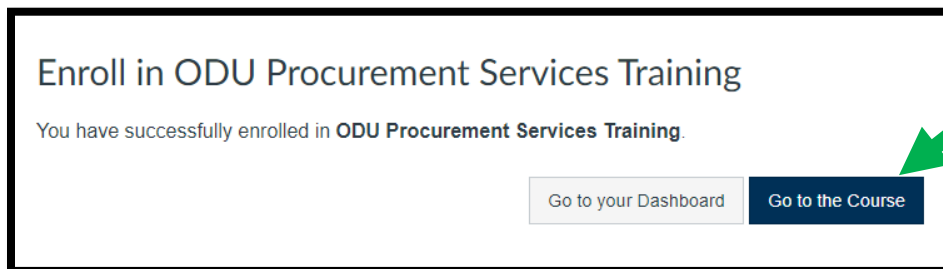 Enroll in ODU Procurement Services Training
You have successfully enrolled in ODU Procurement Services Training.
Go to your Dashboard
Go to the Course